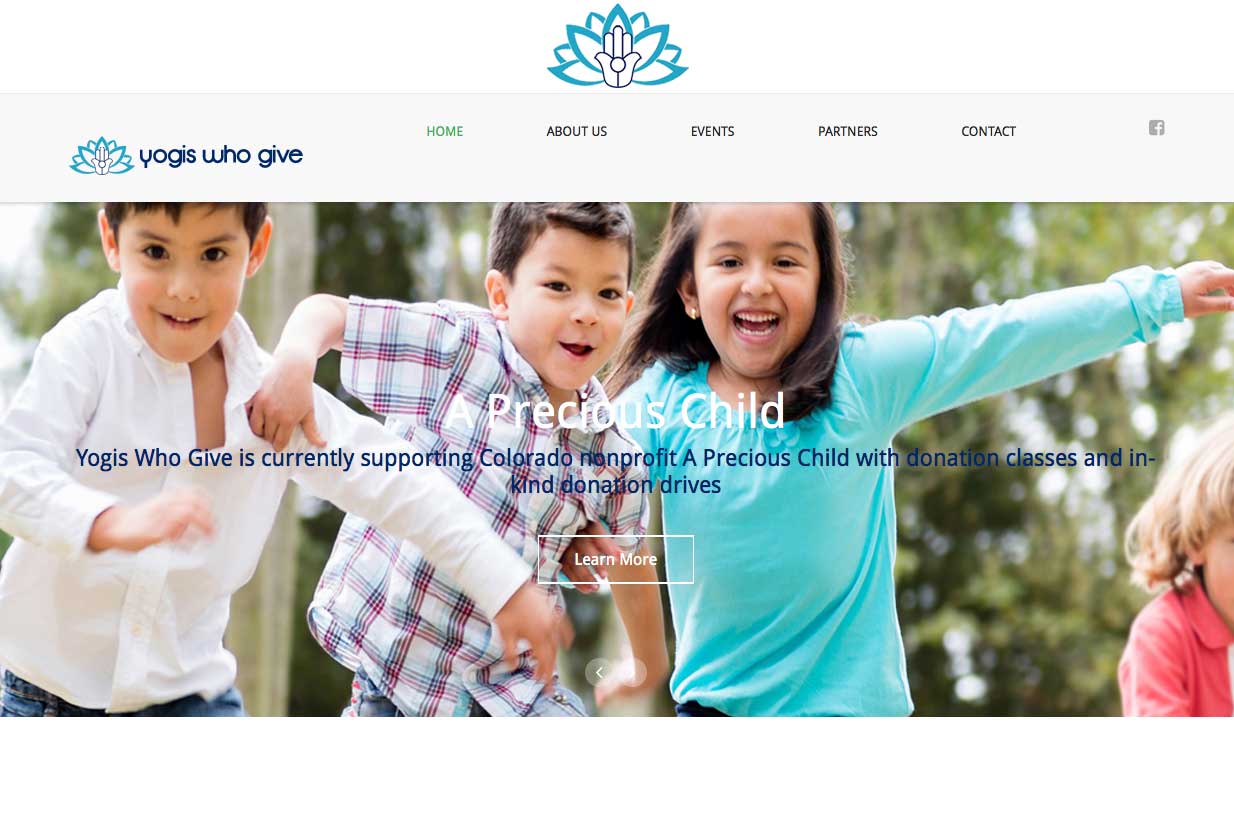 HOME
ABOUT US
EVENTS
PARTNERS
CONTACT
yogis who give
A Precious Child
Yogis Who Give is currently supporting Colorado nonprofit A Precious Child with donation classes and in-
kind donation drives
Learn More